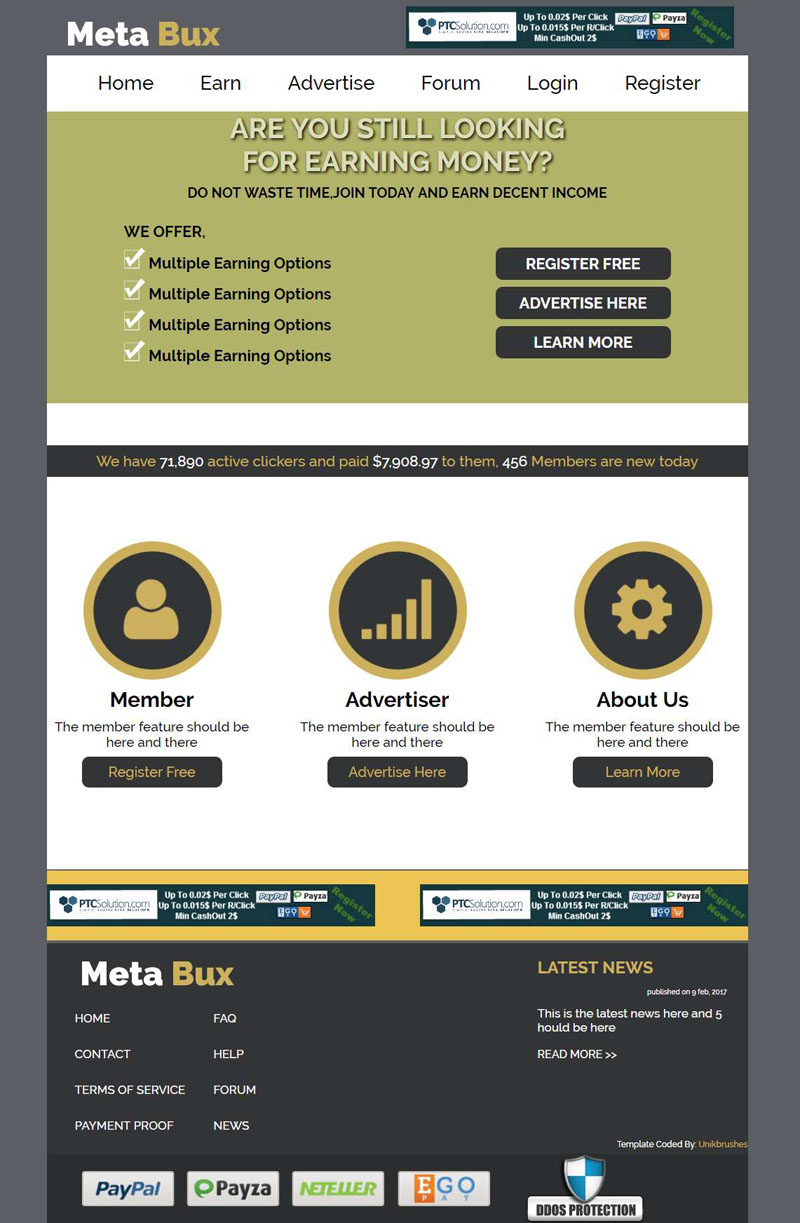 Meta Bux
PTCSolution.com
Up To 0.02$ Per Click
Up To 0.015$ Per R/Click
Min CashOut 2$
PayPal
Payza
Register Now
Home Earn Advertise Forum Login Register
ARE YOU STILL LOOKING
FOR EARNING MONEY?
DO NOT WASTE TIME,JOIN TODAY AND EARN DECENT INCOME
WE OFFER,
Multiple Earning Options
Multiple Earning Options
Multiple Earning Options
Multiple Earning Options
REGISTER FREE
ADVERTISE HERE
LEARN MORE
We have 71,890 active clickers and paid $7,908.97 to them, 456 Members are new today
Member
The member feature should be
here and there
Register Free
Advertiser
The member feature should be
here and there
Advertise Here
About Us
The member feature should be
here and there
Learn More
PTCSolution.com
Up To 0.02$ Per Click
Up To 0.015$ Per R/Click
Min CashOut 2$
PayPal
Payza
Register Now
PTCSolution.com
Up To 0.02$ Per Click
Up To 0.015$ Per R/Click
Min CashOut 2$
PayPal
Payza
Register Now
Meta Bux
HOME FAQ
CONTACT HELP
TERMS OF SERVICE FORUM
PAYMENT PROOF NEWS
LATEST NEWS
published on 9 feb, 2017
This is the latest news here and 5
hould be here
READ MORE >>
Template Coded By: Unikbrushes
PayPal
Payza
NETELLER
EGO
PAY
DDOS PROTECTION